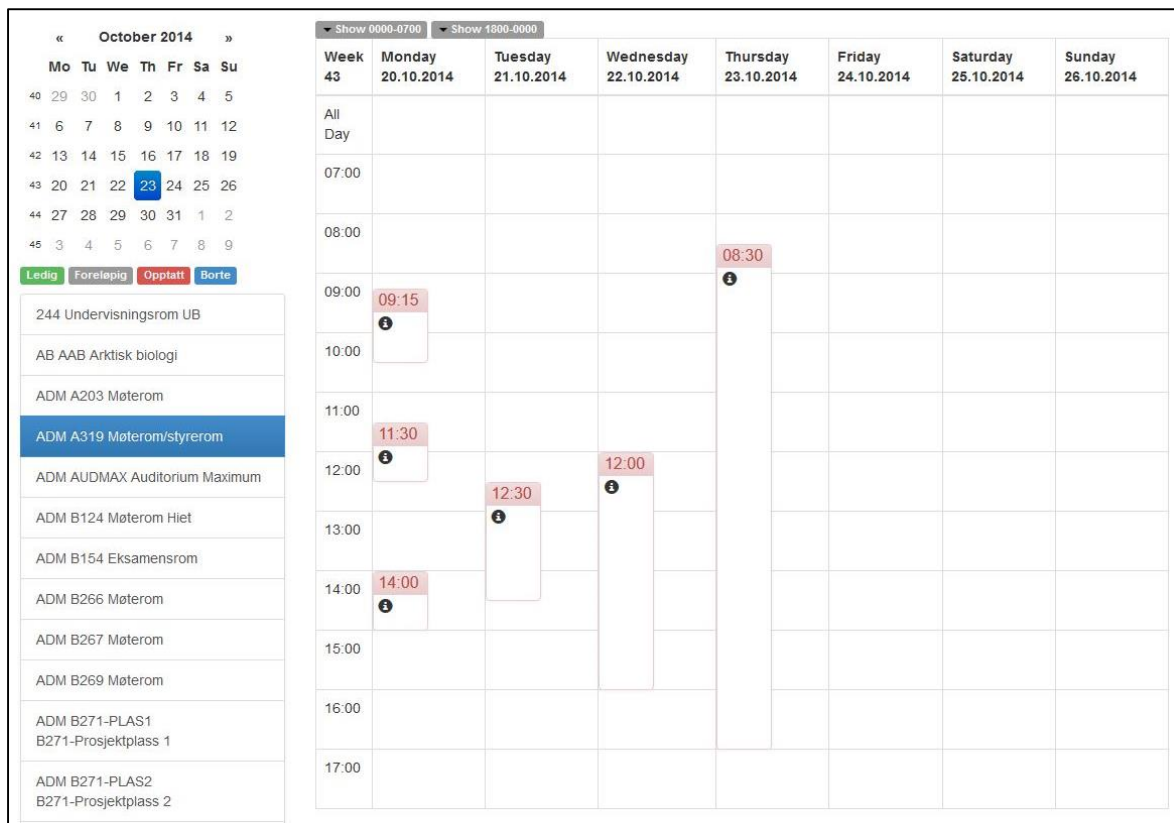 « October 2014 »
Mo Tu We Th Fr Sa Su
40 29 30 1 2 3 4 5
41 6 7 8 9 10 11 12
42 13 14 15 16 17 18 19
43 20 21 22 23 24 25 26
44 27 28 29 30 31 1 2
45 3 4 5 6 7 8 9
Ledig Foreløpig Opptatt Borte
244 Undervisningsrom UB
AB AAB Arktisk biologi
ADM A203 Møterom
ADM A319 Møterom/styrerom
ADM AUDMAX Auditorium Maximum
ADM B124 Møterom Hiet
ADM B154 Eksamensrom
ADM B266 Møterom
ADM B267 Møterom
ADM B269 Møterom
ADM B271-PLAS1
B271-Prosjektplass 1
ADM B271-PLAS2
B271-Prosjektplass 2
Show 0000-0700 Show 1800-0000
Week Monday Tuesday Wednesday Thursday Friday Saturday Sunday
43 20.10.2014 21.10.2014 22.10.2014 23.10.2014 24.10.2014 25.10.2014 26.10.2014
All
Day
07:00
08:00
08:30
09:00
09:15
10:00
11:00
11:30
12:00
12:00
12:30
13:00
14:00 14:00
15:00
16:00
17:00